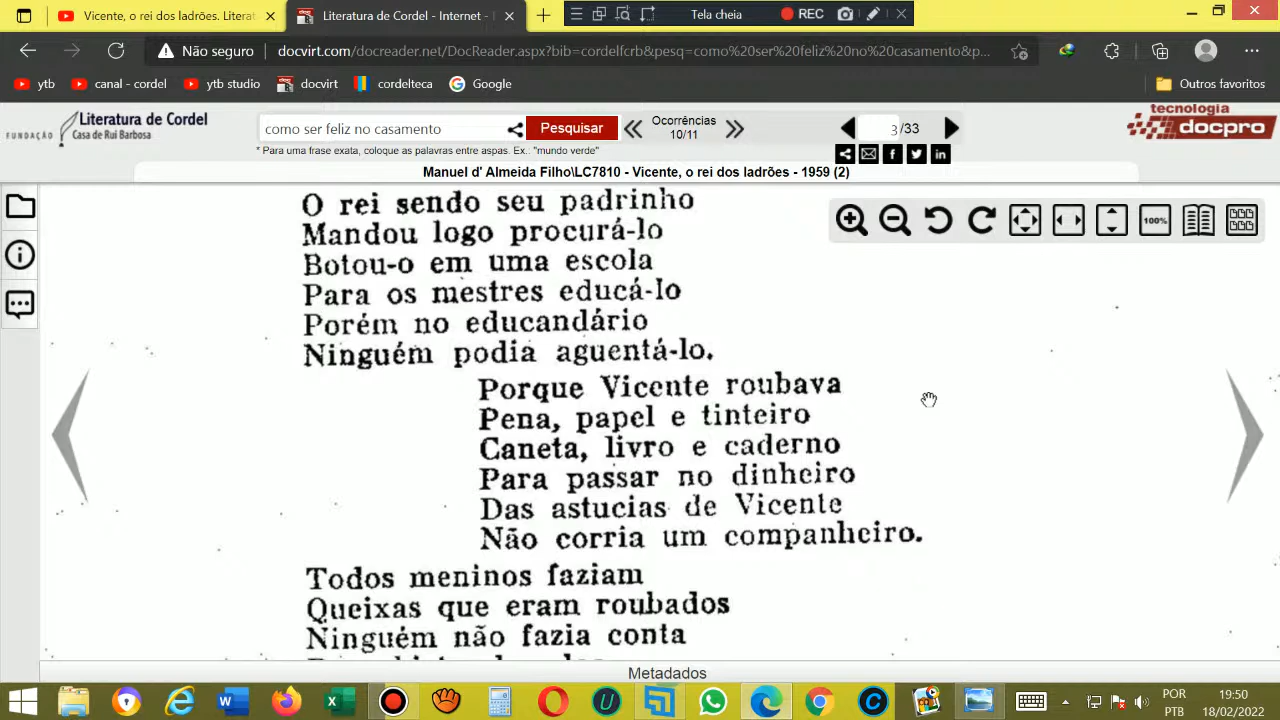 Vicente, o rei dos ladrões. Literat
Literatura de Cordel - Internet - I
Tela cheia
REC
Não seguro
docvirt.com/docreader.net/DocReader.aspx?bib=cordelfcrb&pesq=como%20ser%20feliz%20no%20casamento&p...
ytb
canal - cordel
ytb studio
docvirt
cordelteca
Google
Outros favoritos
FUNDAÇÃO
Literatura de Cordel
Casa de Rui Barbosa
como ser feliz no casamento
Pesquisar
Ocorrências
10/11
3 /33
tecnologia
docpro
* Para uma frase exata, coloque as palavras entre aspas. Ex.: "mundo verde"
Manuel d' Almeida Filho\LC7810 - Vicente, o rei dos ladrões - 1959 (2)
100%
O rei sendo seu padrinho
Mandou logo procurá-lo
Botou-o em uma escola
Para os mestres educá-lo
Porém no educandário
Ninguém podia aguentá-lo.
Porque Vicente roubava
Pena, papel e tinteiro
Caneta, livro e caderno
Para passar no dinheiro
Das astucias de Vicente
Não corria um companheiro.
Todos meninos faziam
Queixas que eram roubados
Ninguém não fazia conta
Metadados
POR
PTB
19:50
18/02/2022